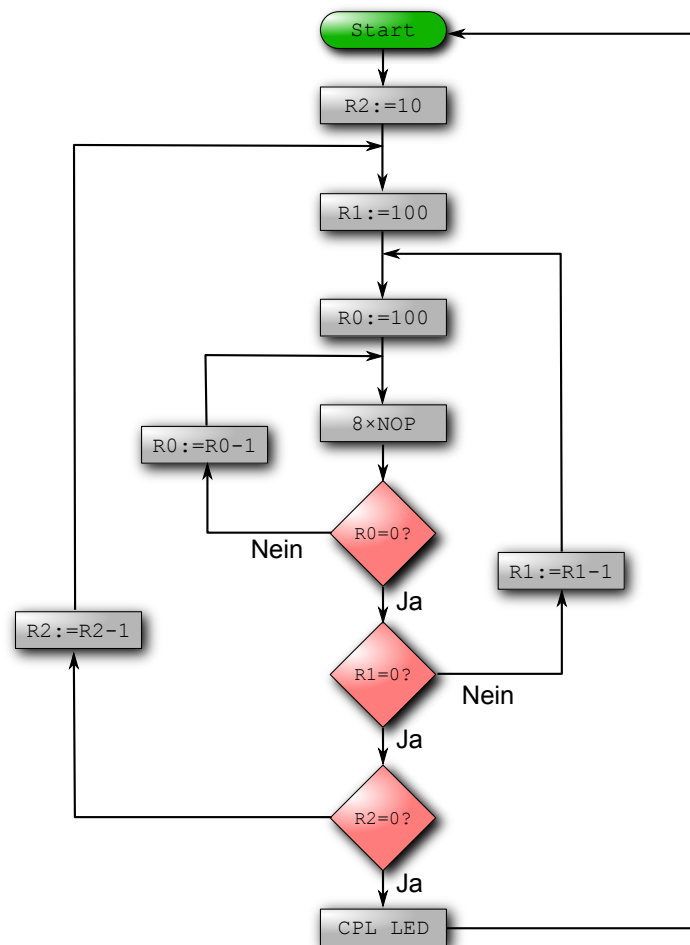 Start
R2:=10
R1:=100
R0:=100
8×NOP
R0:=R0-1
R0=0?
Nein
R1:=R1-1
Ja
R2:=R2-1
R1=0?
Nein
Ja
R2=0?
Ja
CPL LED